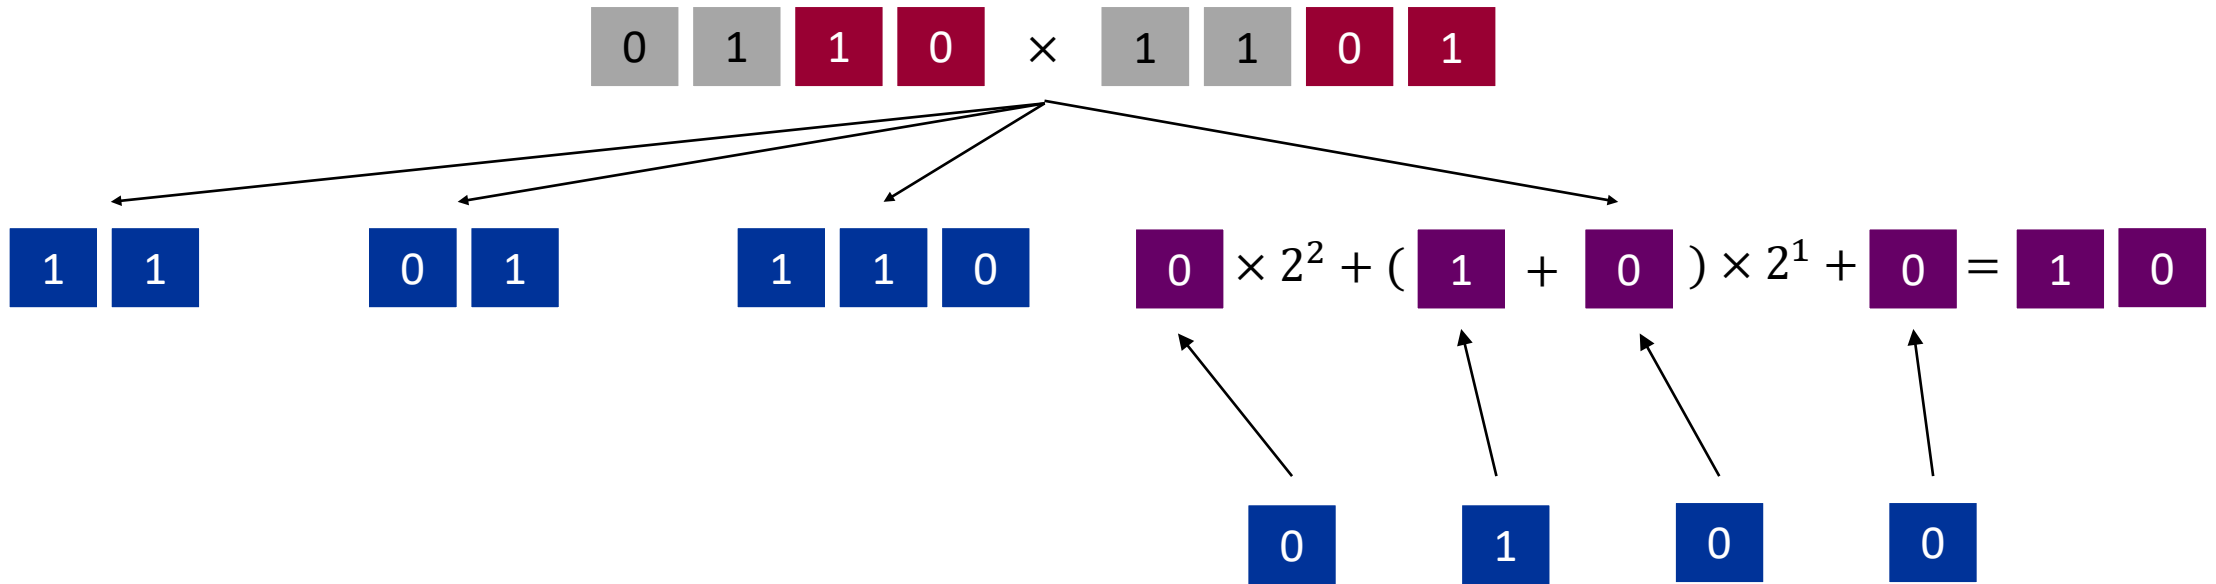 0 1 1 0 × 1 1 0 1
1 1 0 1 1 1 0 0 × 2² + ( 1 + 0 ) × 2¹ + 0 = 1 0
0 1 0 0